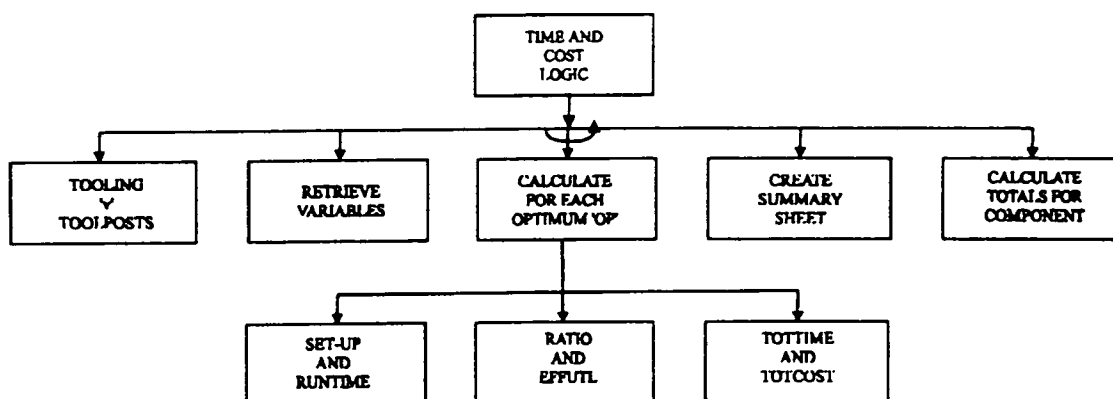 TIME AND
COST
LOGIC
TOOLING
V
TOOLPOSTS
RETRIEVE
VARIABLES
CALCULATE
FOR EACH
OPTIMUM 'OP'
CREATE
SUMMARY
SHEET
CALCULATE
TOTALS FOR
COMPONENT
SET-UP
AND
RUNTIME
RATIO
AND
EFFUTL
TOTTIME
AND
TOTCOST